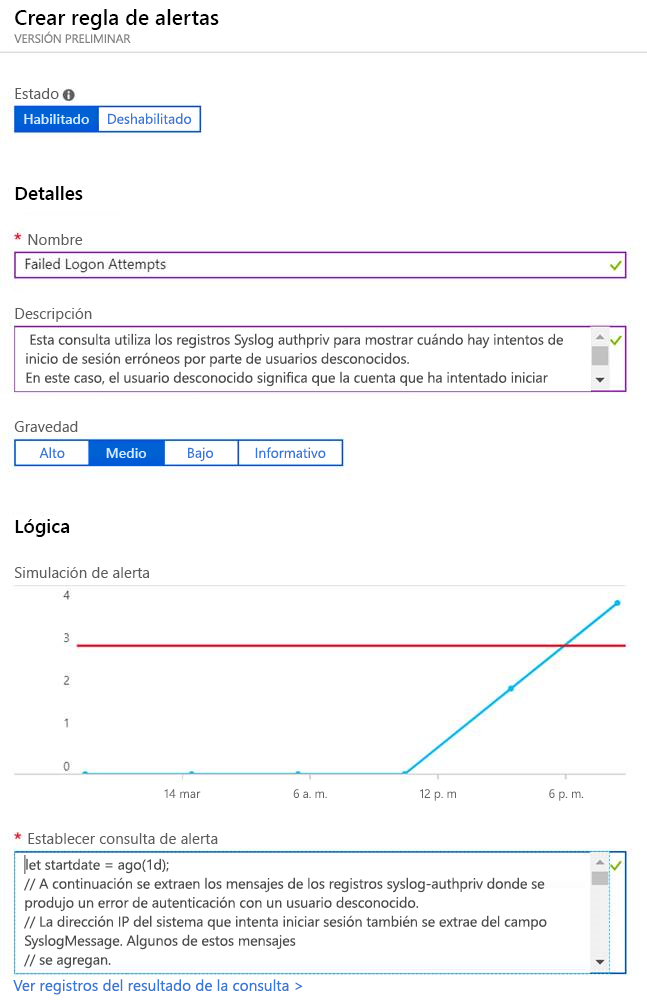 Crear regla de alertas
VERSIÓN PRELIMINAR
Estado
Habilitado Deshabilitado
Detalles
* Nombre
Failed Logon Attempts
Descripción
Esta consulta utiliza los registros Syslog authpriv para mostrar cuándo hay intentos de
inicio de sesión erróneos por parte de usuarios desconocidos.
En este caso, el usuario desconocido significa que la cuenta que ha intentado iniciar
Gravedad
Alto Medio Bajo Informativo
Lógica
Simulación de alerta
4
3
2
1
0
14 mar 6 a. m. 12 p. m 6 p. m.
* Establecer consulta de alerta
let startdate = ago(1d);
// A continuación se extraen los mensajes de los registros syslog-authpriv donde se
produjo un error de autenticación con un usuario desconocido.
// La dirección IP del sistema que intenta iniciar sesión también se extrae del campo
SyslogMessage. Algunos de estos mensajes
// se agregan.
Ver registros del resultado de la consulta >